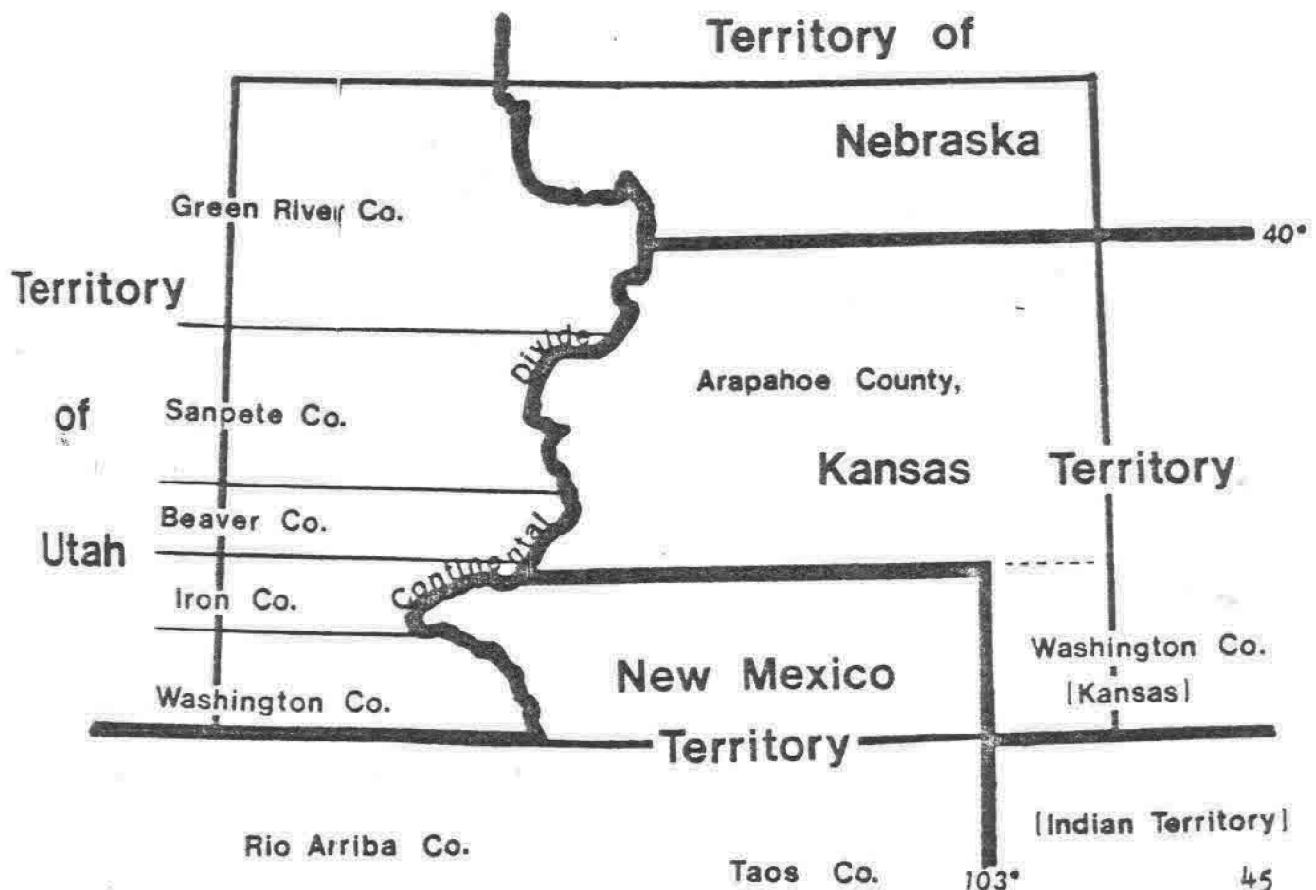 Territory of
Nebraska
Green River Co.
40°
Territory
Divide
Arapahoe County,
of
Sanpete Co.
Kansas Territory
Beaver Co.
Utah
Continental
Iron Co.
Washington Co.
[Kansas]
New Mexico
Washington Co.
Territory
[Indian Territory]
Rio Arriba Co.
Taos Co.
103°
45